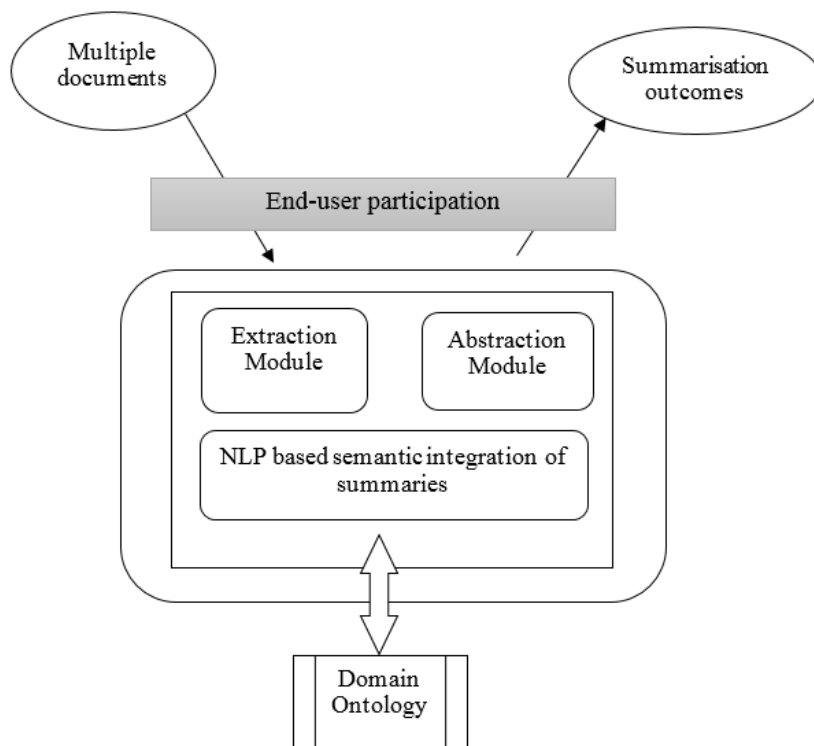 Multiple
documents
Summarisation
outcomes
End-user participation
Extraction
Module
Abstraction
Module
NLP based semantic integration of
summaries
Domain
Ontology